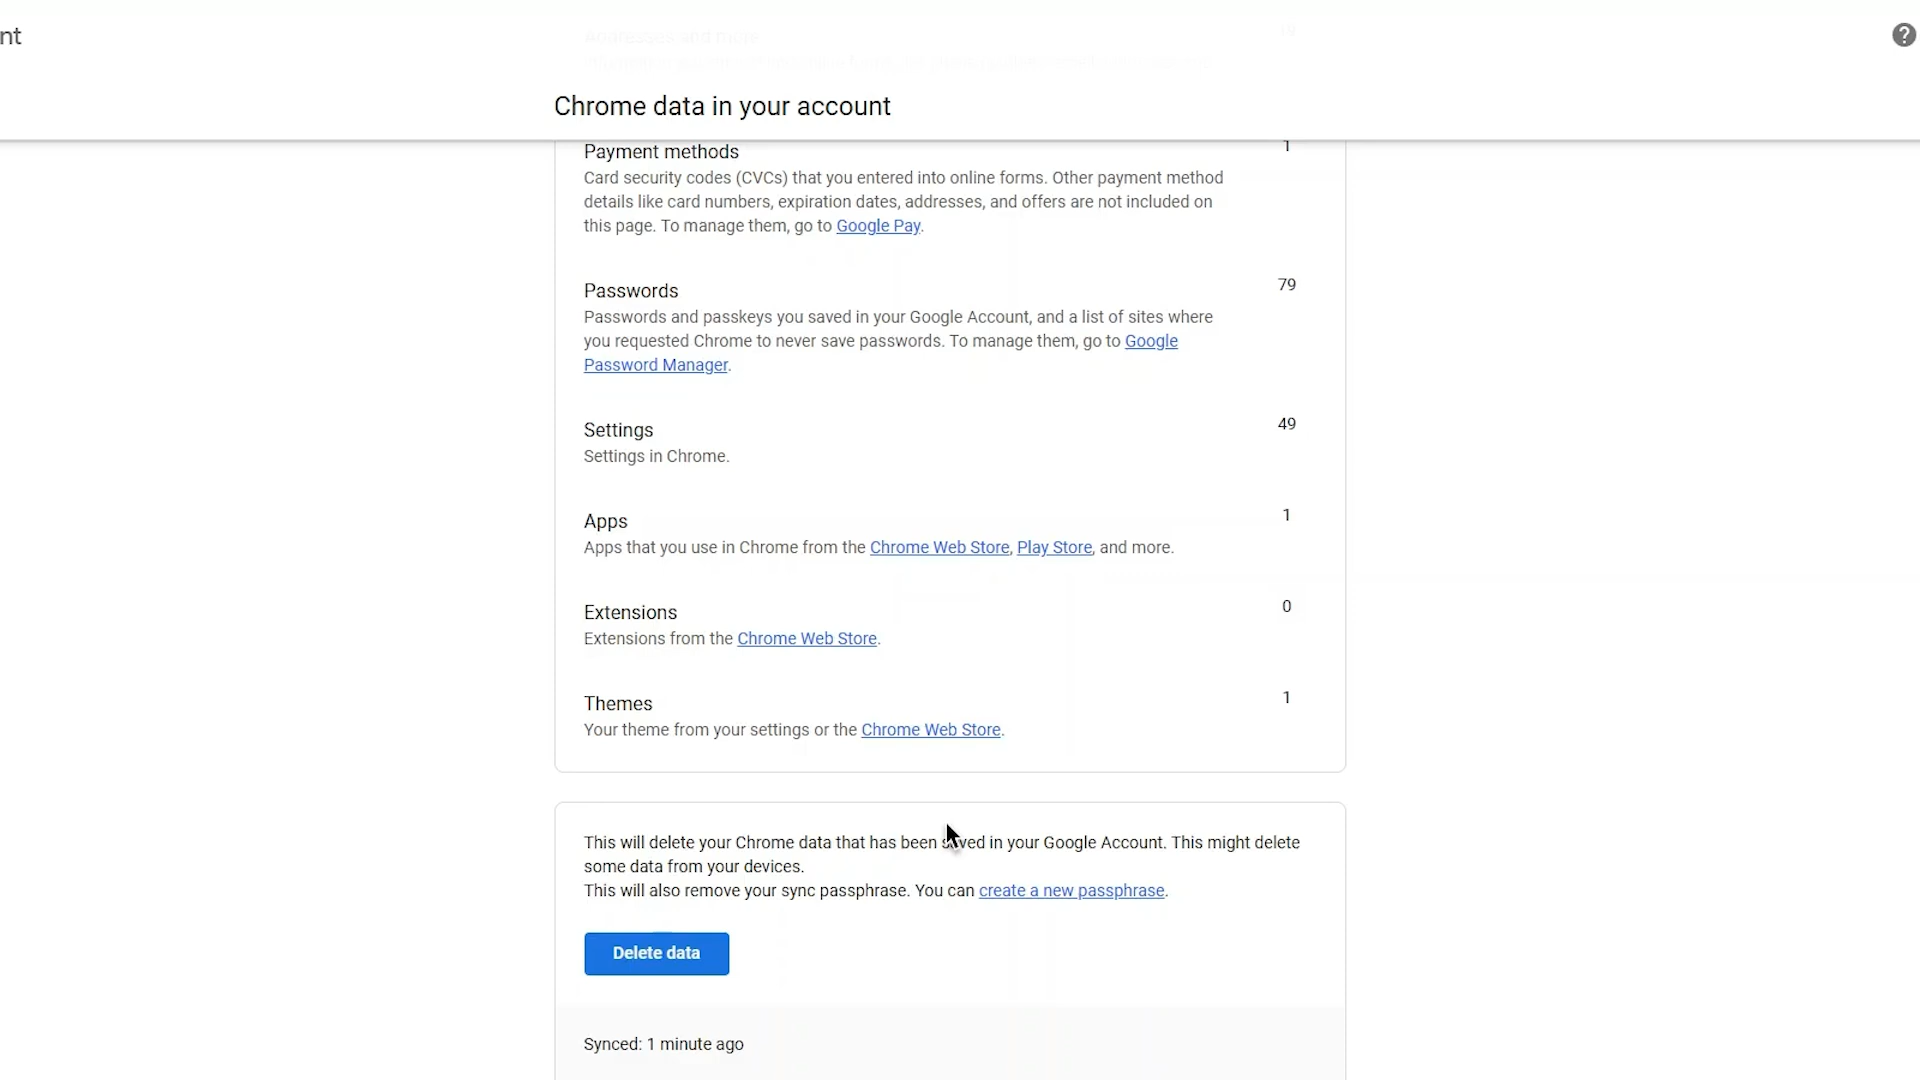 nt
Addresses and more
Chrome data in your account
Payment methods
1
Card security codes (CVCs) that you entered into online forms. Other payment method
details like card numbers, expiration dates, addresses, and offers are not included on
this page. To manage them, go to Google Pay.
Passwords
79
Passwords and passkeys you saved in your Google Account, and a list of sites where
you requested Chrome to never save passwords. To manage them, go to Google
Password Manager.
Settings
49
Settings in Chrome.
Apps
1
Apps that you use in Chrome from the Chrome Web Store, Play Store, and more.
Extensions
0
Extensions from the Chrome Web Store.
Themes
1
Your theme from your settings or the Chrome Web Store.
This will delete your Chrome data that has been saved in your Google Account. This might delete
some data from your devices.
This will also remove your sync passphrase. You can create a new passphrase.
Delete data
Synced: 1 minute ago